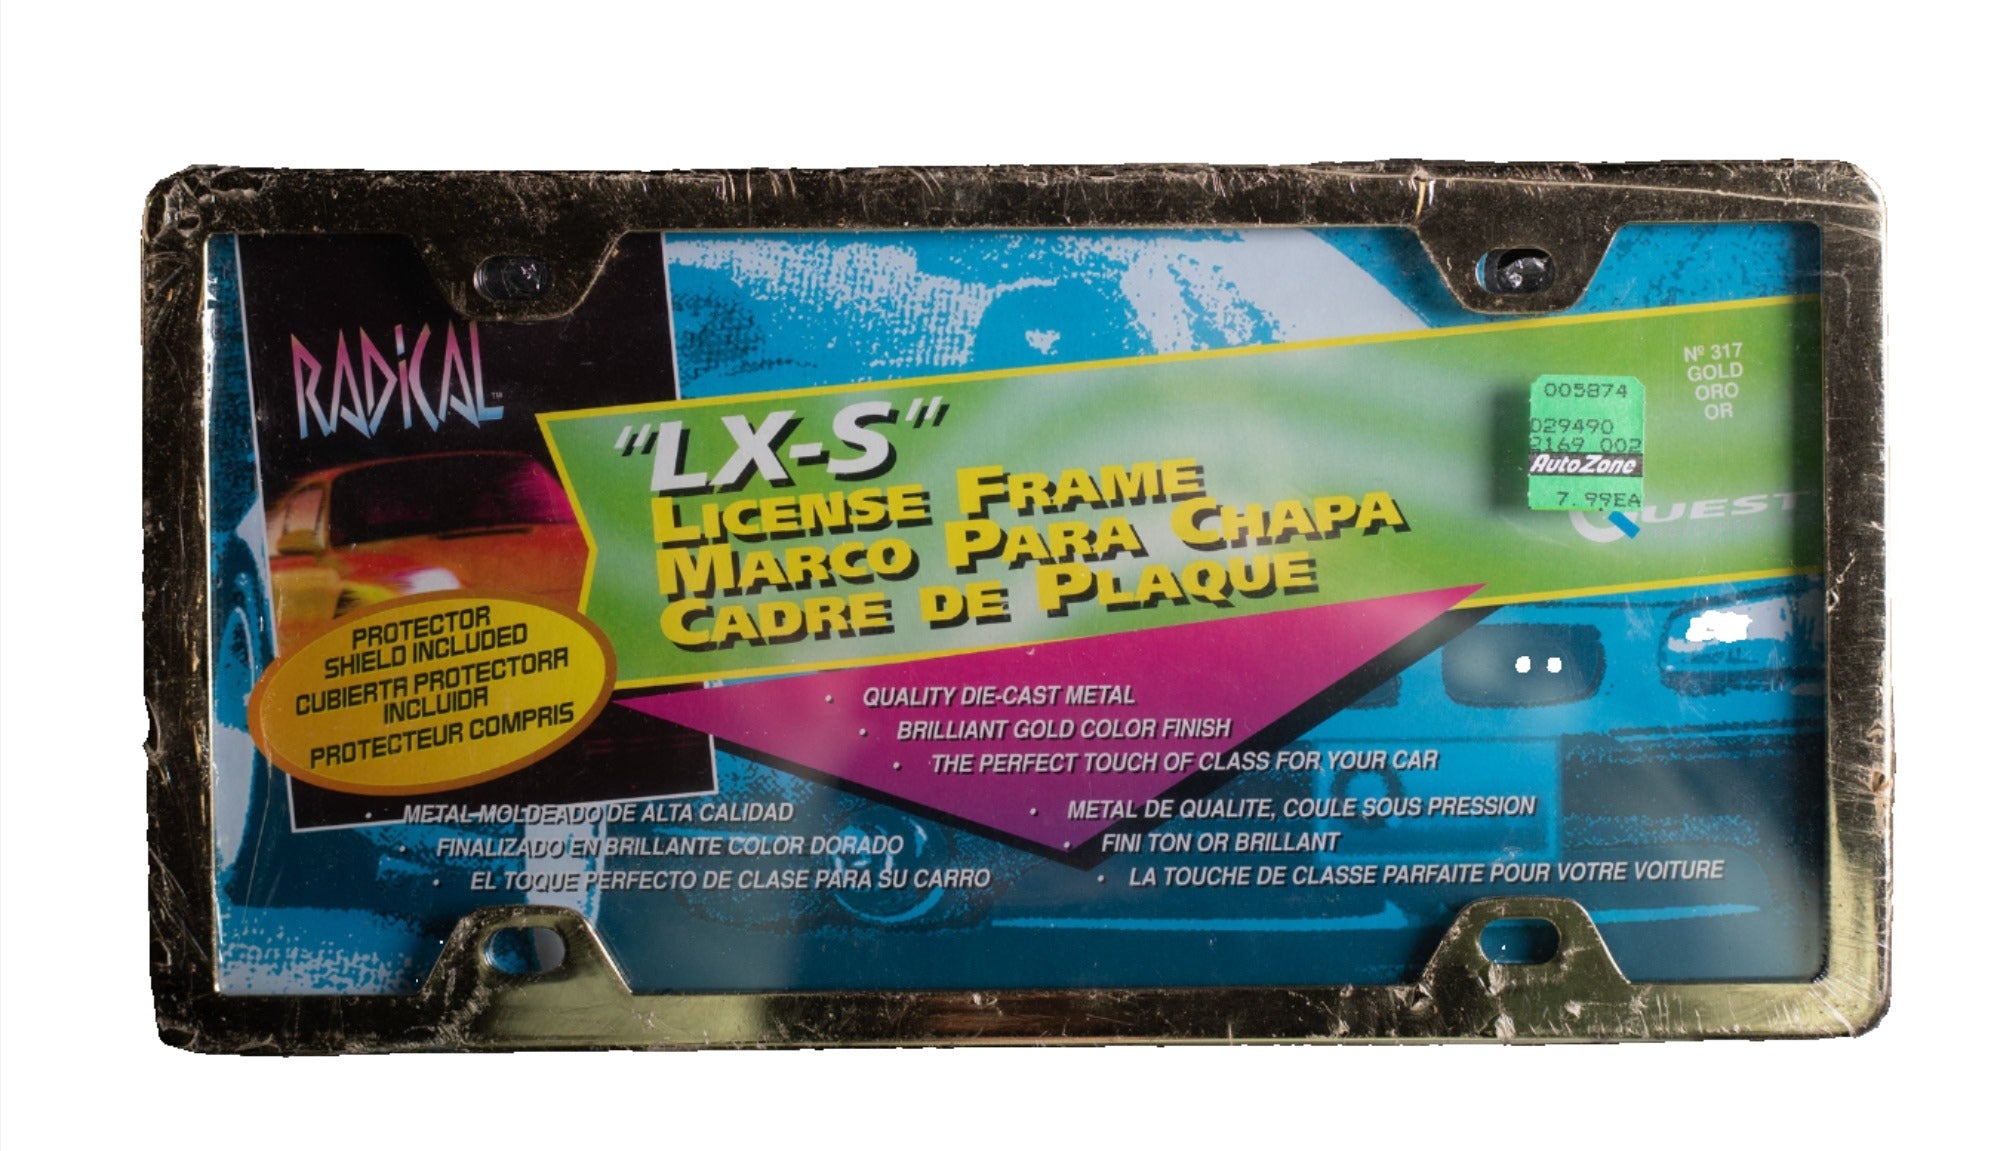 RADiCAL™
"LX-S"
LICENSE FRAME
MARCO PARA CHAPA
CADRE DE PLAQUE
Nº 317
GOLD
ORO
OR
005874
029490
2169 002
AutoZone
7.99EA
QUEST
PROTECTOR
SHIELD INCLUDED
CUBIERTA PROTECTORA
INCLUIDA
PROTECTEUR COMPRIS
• QUALITY DIE-CAST METAL
• BRILLIANT GOLD COLOR FINISH
• THE PERFECT TOUCH OF CLASS FOR YOUR CAR
• METAL MOLDEADO DE ALTA CALIDAD
• FINALIZADO EN BRILLANTE COLOR DORADO
• EL TOQUE PERFECTO DE CLASE PARA SU CARRO
• METAL DE QUALITE, COULE SOUS PRESSION
• FINI TON OR BRILLANT
• LA TOUCHE DE CLASSE PARFAITE POUR VOTRE VOITURE